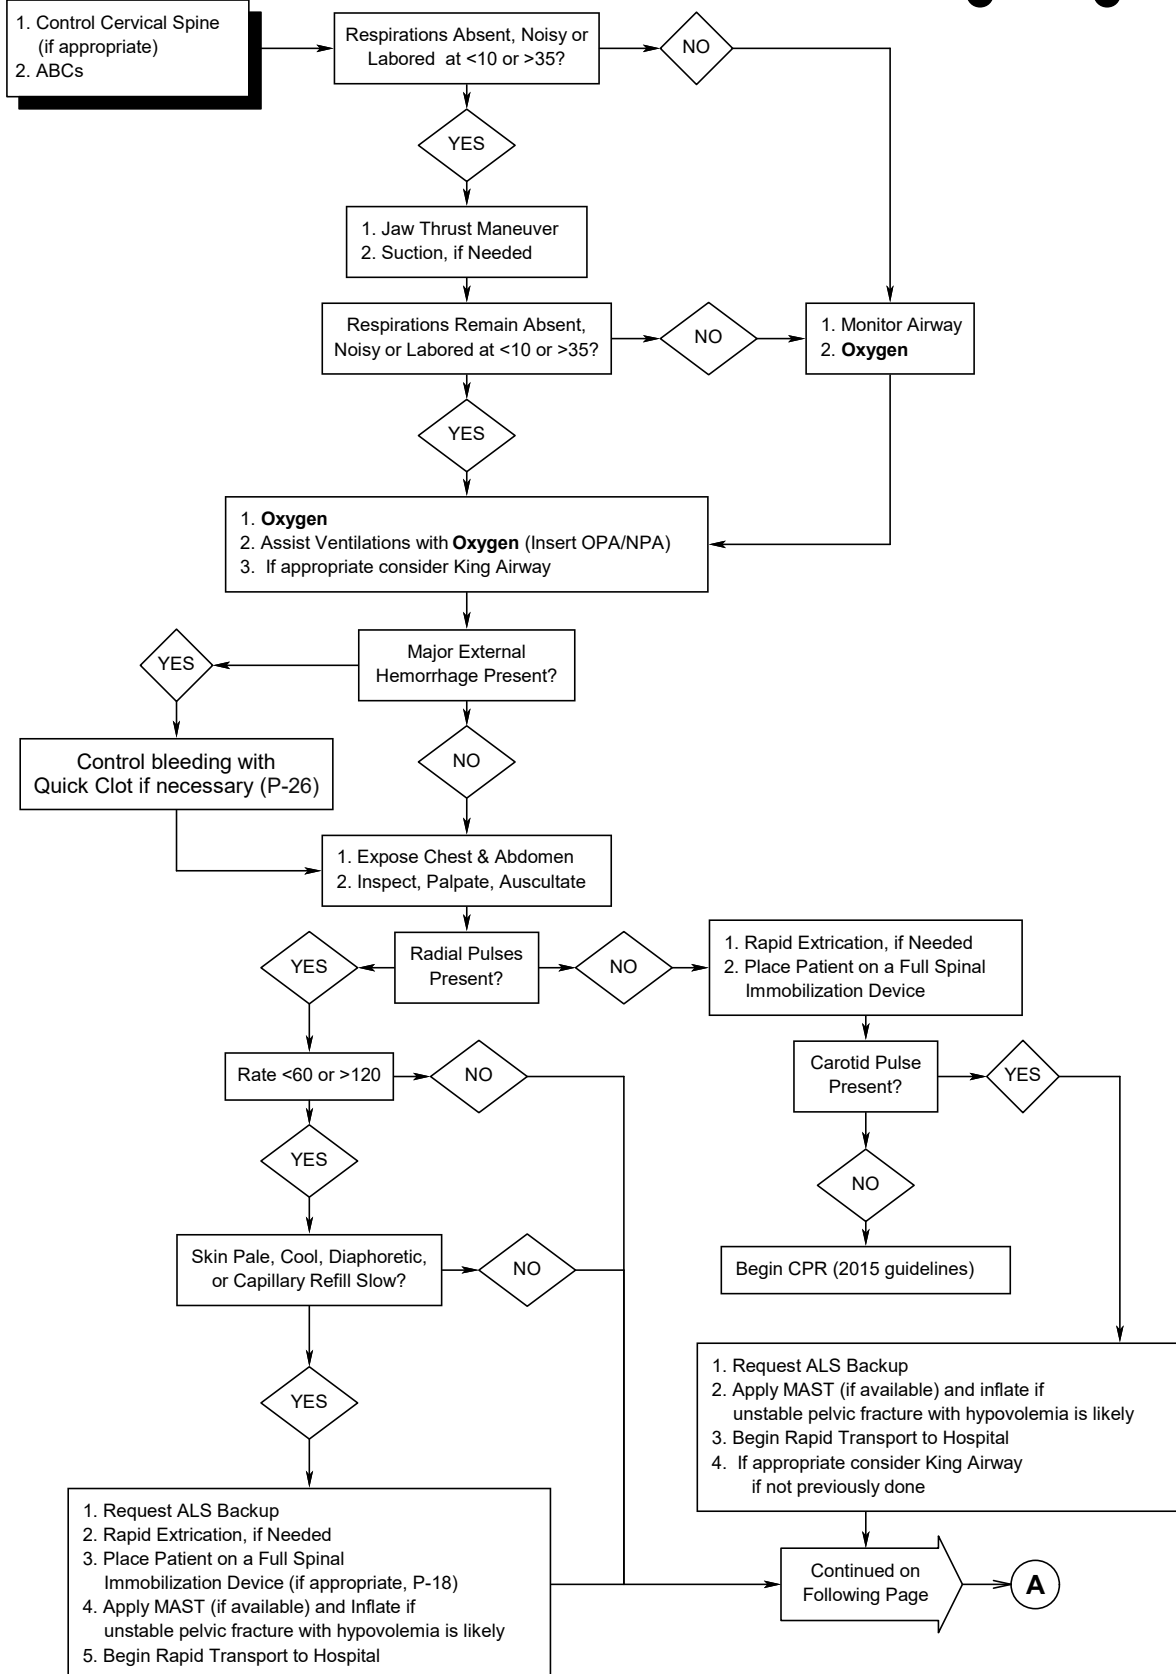 1. Control Cervical Spine
(if appropriate)
2. ABCs
Respirations Absent, Noisy or
Labored at <10 or >35?
NO
YES
1. Jaw Thrust Maneuver
2. Suction, if Needed
Respirations Remain Absent,
Noisy or Labored at <10 or >35?
NO
1. Monitor Airway
2. Oxygen
YES
1. Oxygen
2. Assist Ventilations with Oxygen (Insert OPA/NPA)
3. If appropriate consider King Airway
Major External
Hemorrhage Present?
YES
Control bleeding with
Quick Clot if necessary (P-26)
NO
1. Expose Chest & Abdomen
2. Inspect, Palpate, Auscultate
Radial Pulses
Present?
YES
NO
1. Rapid Extrication, if Needed
2. Place Patient on a Full Spinal
Immobilization Device
Rate <60 or >120
NO
Carotid Pulse
Present?
YES
YES
NO
Skin Pale, Cool, Diaphoretic,
or Capillary Refill Slow?
NO
Begin CPR (2015 guidelines)
YES
1. Request ALS Backup
2. Apply MAST (if available) and inflate if
unstable pelvic fracture with hypovolemia is likely
3. Begin Rapid Transport to Hospital
4. If appropriate consider King Airway
if not previously done
1. Request ALS Backup
2. Rapid Extrication, if Needed
3. Place Patient on a Full Spinal
Immobilization Device (if appropriate, P-18)
4. Apply MAST (if available) and Inflate if
unstable pelvic fracture with hypovolemia is likely
5. Begin Rapid Transport to Hospital
Continued on
Following Page
A